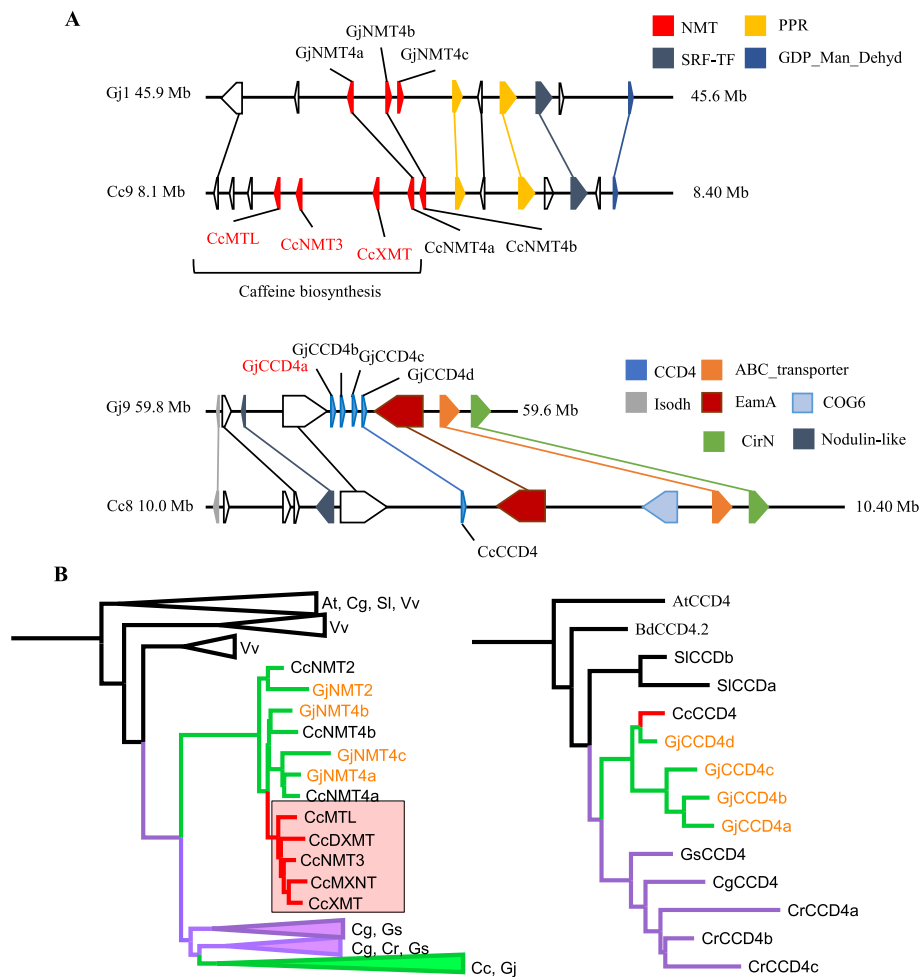 A
GjNMT4b
GjNMT4a
GjNMT4c
NMT
PPR
SRF-TF
GDP_Man_Dehyd
Gj1 45.9 Mb
45.6 Mb
Cc9 8.1 Mb
8.40 Mb
CcMTL
CcNMT3
CcXMT
CcNMT4a
CcNMT4b
Caffeine biosynthesis
GjCCD4b
GjCCD4a
GjCCD4c
GjCCD4d
CCD4
ABC_transporter
Isodh
EamA
COG6
CirN
Nodulin-like
Gj9 59.8 Mb
59.6 Mb
Cc8 10.0 Mb
10.40 Mb
CcCCD4
B
At, Cg, Sl, Vv
Vv
Vv
CcNMT2
GjNMT2
GjNMT4b
CcNMT4b
GjNMT4c
GjNMT4a
CcNMT4a
CcMTL
CcDXMT
CcNMT3
CcMXNT
CcXMT
Cg, Gs
Cg, Cr, Gs
Cc, Gj
AtCCD4
BdCCD4.2
SlCCDb
SlCCDa
CcCCD4
GjCCD4d
GjCCD4c
GjCCD4b
GjCCD4a
GsCCD4
CgCCD4
CrCCD4a
CrCCD4b
CrCCD4c